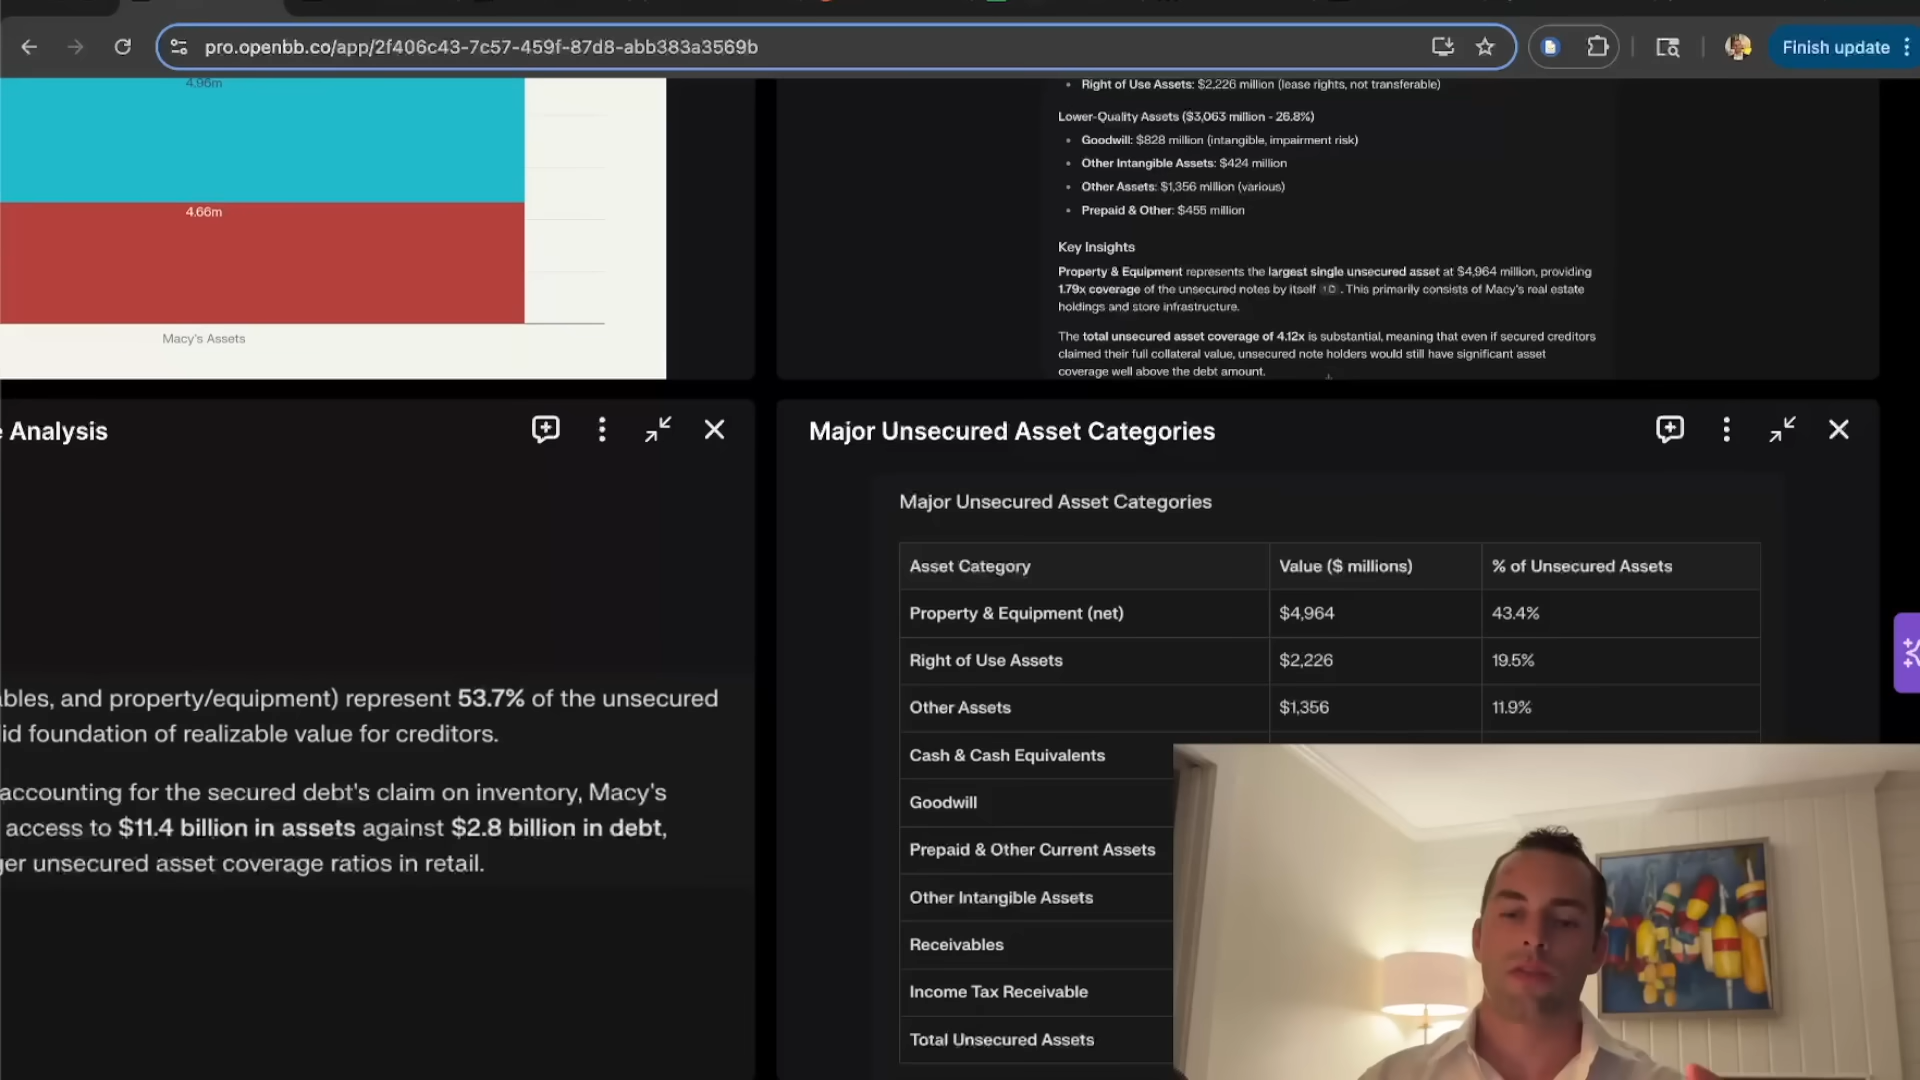 pro.openbb.co/app/2f406c43-7c57-459f-87d8-abb383a3569b
Finish update
4.96m
4.66m
Macy's Assets
Right of Use Assets: $2,226 million (lease rights, not transferable)
Lower-Quality Assets ($3,063 million - 26.8%)
Goodwill: $828 million (intangible, impairment risk)
Other Intangible Assets: $424 million
Other Assets: $1,356 million (various)
Prepaid & Other: $455 million
Key Insights
Property & Equipment represents the largest single unsecured asset at $4,964 million, providing
1.79x coverage of the unsecured notes by itself . This primarily consists of Macy's real estate
holdings and store infrastructure.
The total unsecured asset coverage of 4.12x is substantial, meaning that even if secured creditors
claimed their full collateral value, unsecured note holders would still have significant asset
coverage well above the debt amount.
Analysis
and property/equipment) represent 53.7% of the unsecured
foundation of realizable value for creditors.
accounting for the secured debt's claim on inventory, Macy's
access to $11.4 billion in assets against $2.8 billion in debt,
unsecured asset coverage ratios in retail.
Major Unsecured Asset Categories
Major Unsecured Asset Categories
Asset Category Value ($ millions) % of Unsecured Assets
Property & Equipment (net) $4,964 43.4%
Right of Use Assets $2,226 19.5%
Other Assets $1,356 11.9%
Cash & Cash Equivalents
Goodwill
Prepaid & Other Current Assets
Other Intangible Assets
Receivables
Income Tax Receivable
Total Unsecured Assets